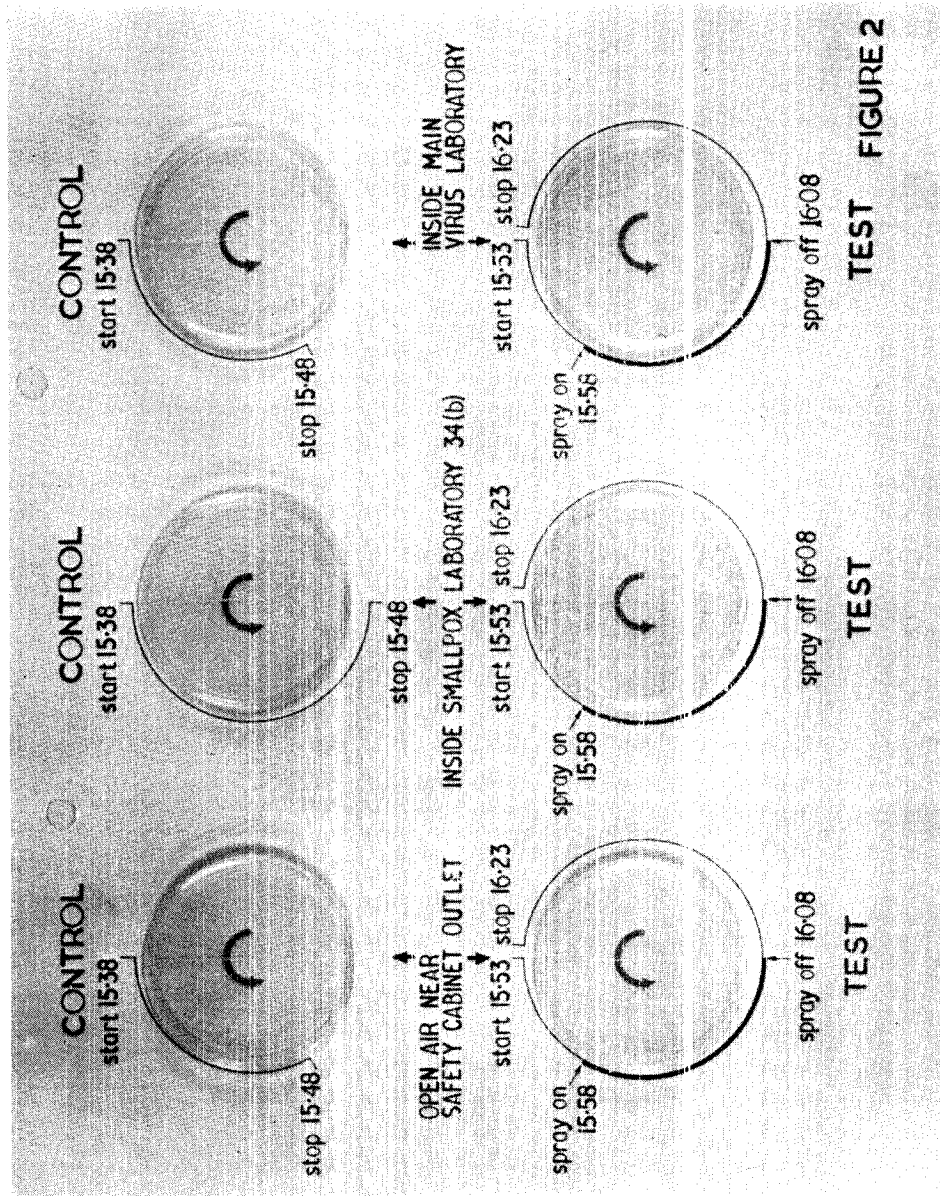 CONTROL
start 15·38
stop 15·48
OPEN AIR NEAR
SAFETY CABINET OUTLET
start 15·53
stop 16·23
spray on
15·58
spray off 16·08
TEST
CONTROL
start 15·38
stop 15·48
INSIDE SMALLPOX LABORATORY 34(b)
start 15·53
stop 16·23
spray on
15·58
spray off 16·08
TEST
CONTROL
start 15·38
stop 15·48
INSIDE MAIN
VIRUS LABORATORY
start 15·53
stop 16·23
spray on
15·58
spray off 16·08
TEST
FIGURE 2